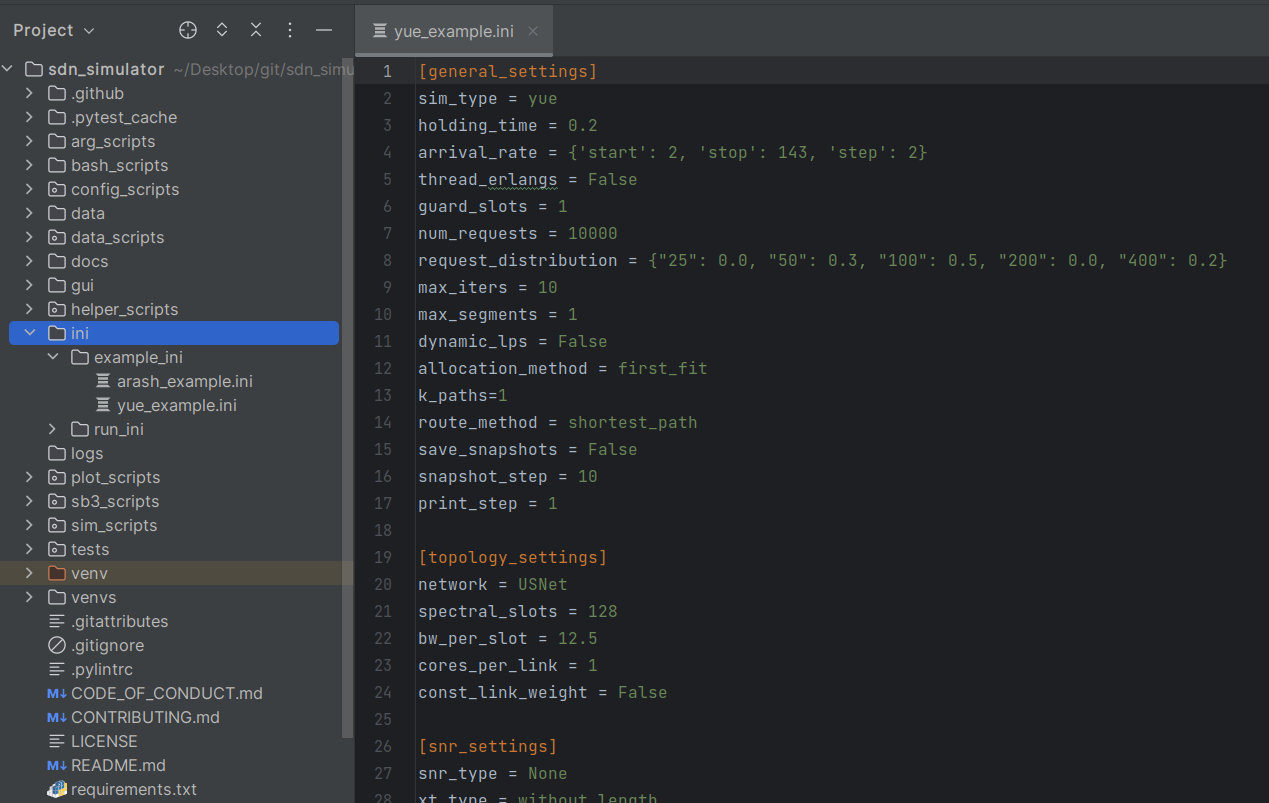 Project
sdn_simulator ~/Desktop/git/sdn_simu
.github
.pytest_cache
arg_scripts
bash_scripts
config_scripts
data
data_scripts
docs
gui
helper_scripts
ini
example_ini
arash_example.ini
yue_example.ini
run_ini
logs
plot_scripts
sb3_scripts
sim_scripts
tests
venv
venvs
.gitattributes
.gitignore
.pylintrc
M↓ CODE_OF_CONDUCT.md
M↓ CONTRIBUTING.md
LICENSE
M↓ README.md
requirements.txt
yue_example.ini
1 [general_settings]
2 sim_type = yue
3 holding_time = 0.2
4 arrival_rate = {'start': 2, 'stop': 143, 'step': 2}
5 thread_erlangs = False
6 guard_slots = 1
7 num_requests = 10000
8 request_distribution = {"25": 0.0, "50": 0.3, "100": 0.5, "200": 0.0, "400": 0.2}
9 max_iters = 10
10 max_segments = 1
11 dynamic_lps = False
12 allocation_method = first_fit
13 k_paths=1
14 route_method = shortest_path
15 save_snapshots = False
16 snapshot_step = 10
17 print_step = 1
18
19 [topology_settings]
20 network = USNet
21 spectral_slots = 128
22 bw_per_slot = 12.5
23 cores_per_link = 1
24 const_link_weight = False
25
26 [snr_settings]
27 snr_type = None
28 xt_type = without_length